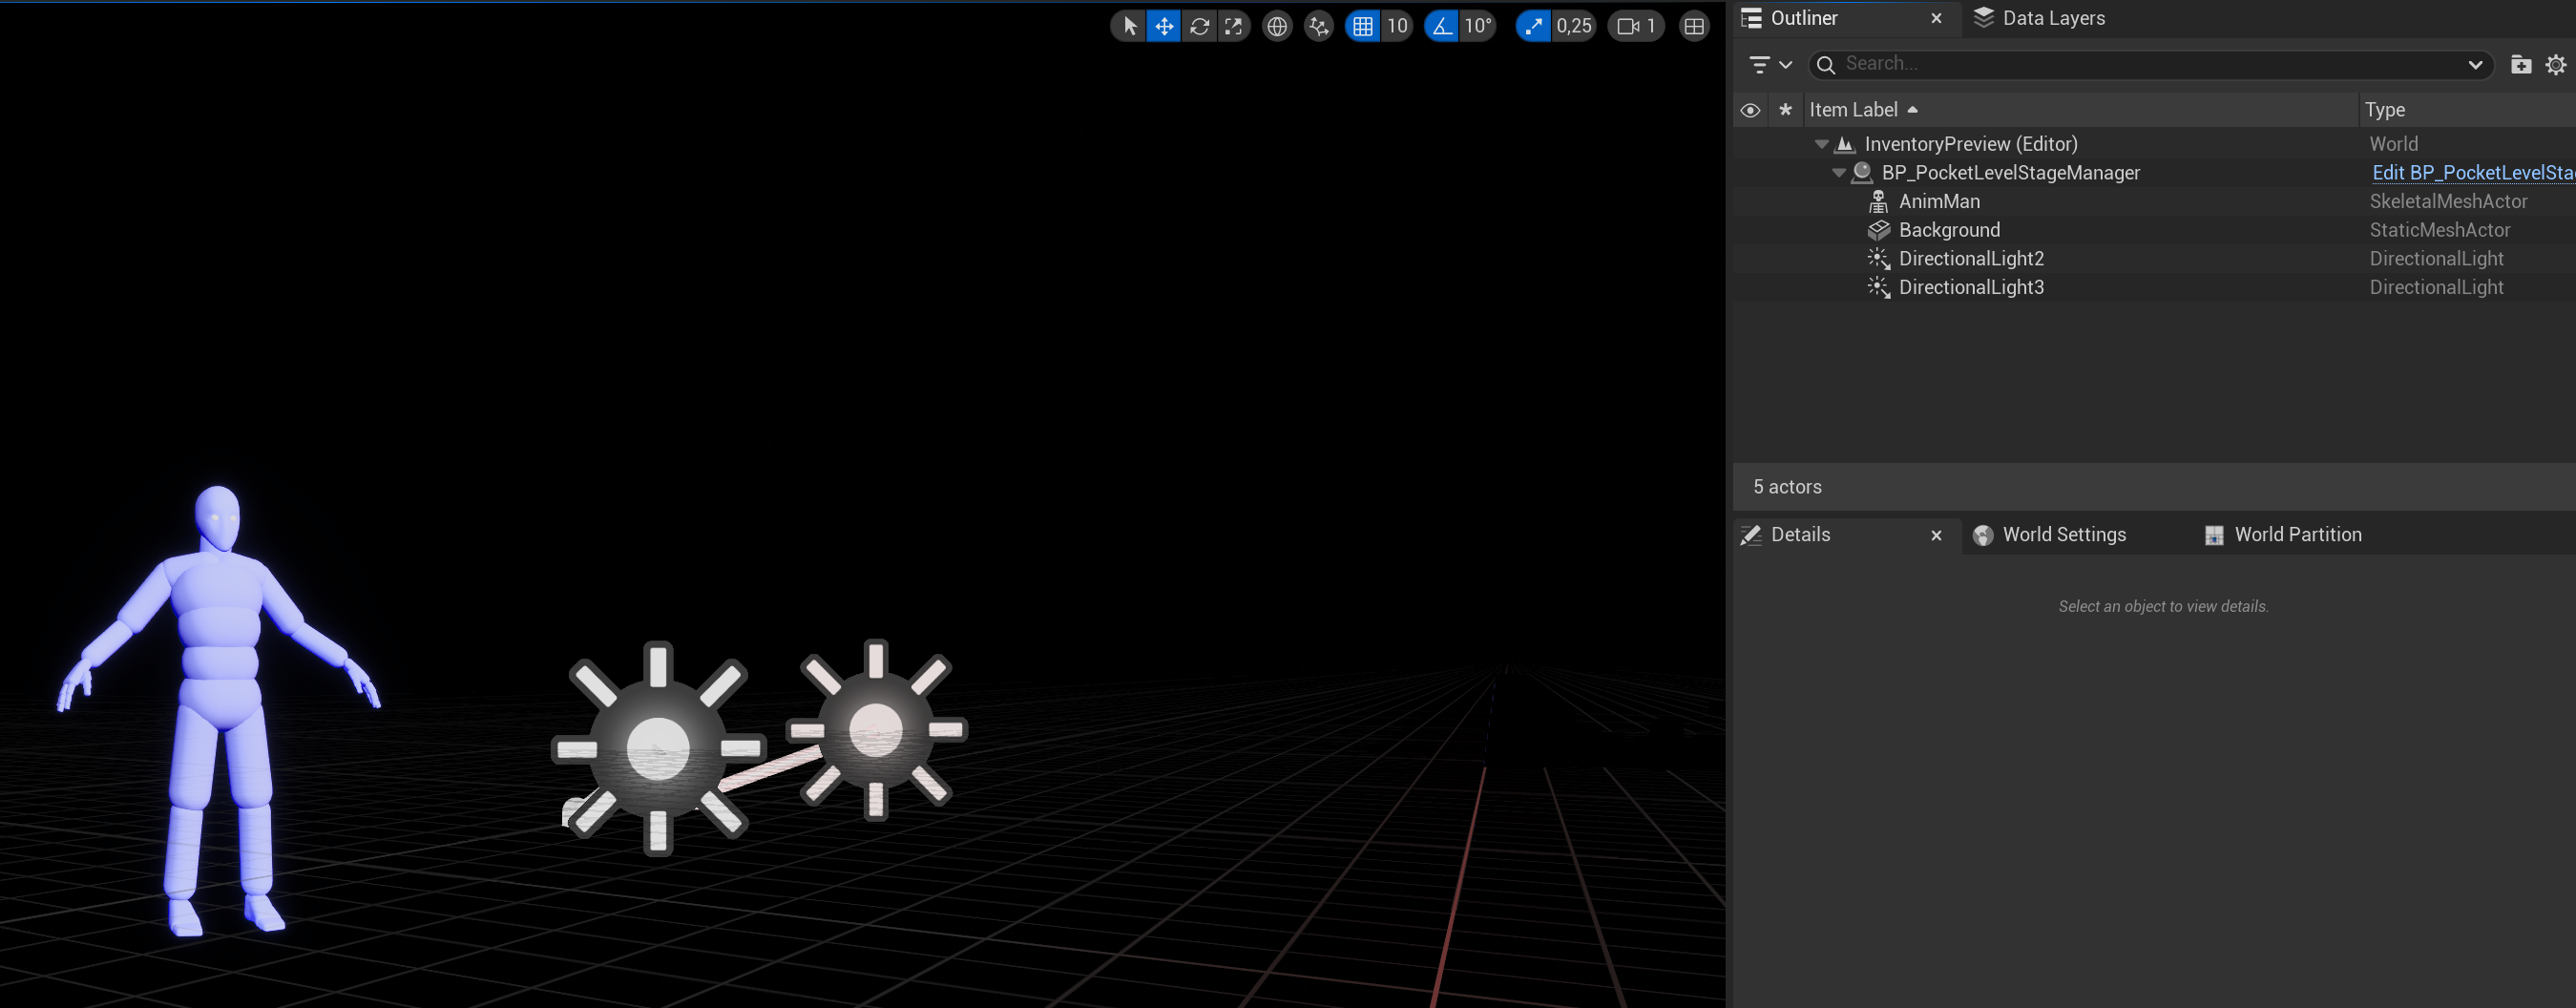 10 10° 0,25 1
Outliner Data Layers
Search...
Item Label Type
InventoryPreview (Editor) World
BP_PocketLevelStageManager Edit BP_PocketLevelSta
AnimMan SkeletalMeshActor
Background StaticMeshActor
DirectionalLight2 DirectionalLight
DirectionalLight3 DirectionalLight
5 actors
Details World Settings World Partition
Select an object to view details.